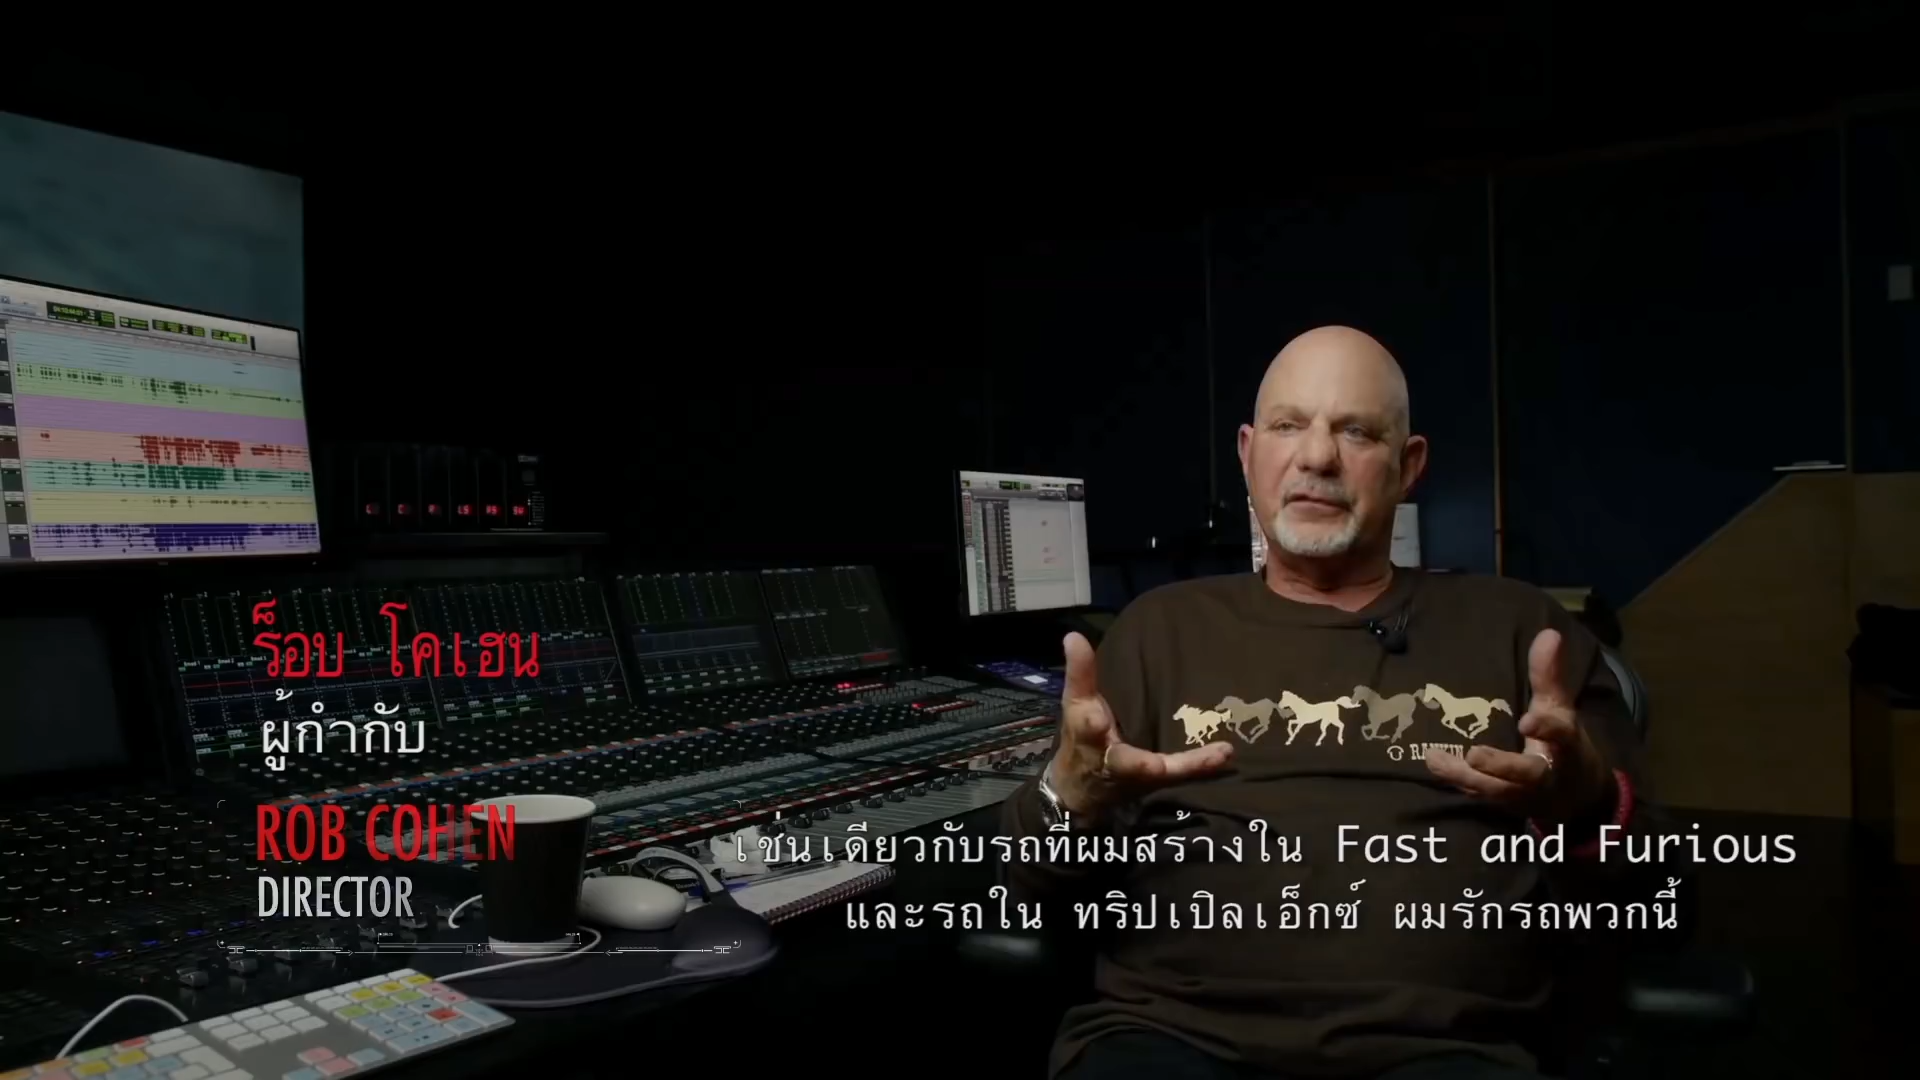 ร็อบ โคเฮน
ผู้กำกับ
ROB COHEN
DIRECTOR
เช่นเดียวกับรถที่ผมสร้างใน Fast and Furious
และรถใน ทริปเปิลเอ็กซ์ ผมรักรถพวกนี้